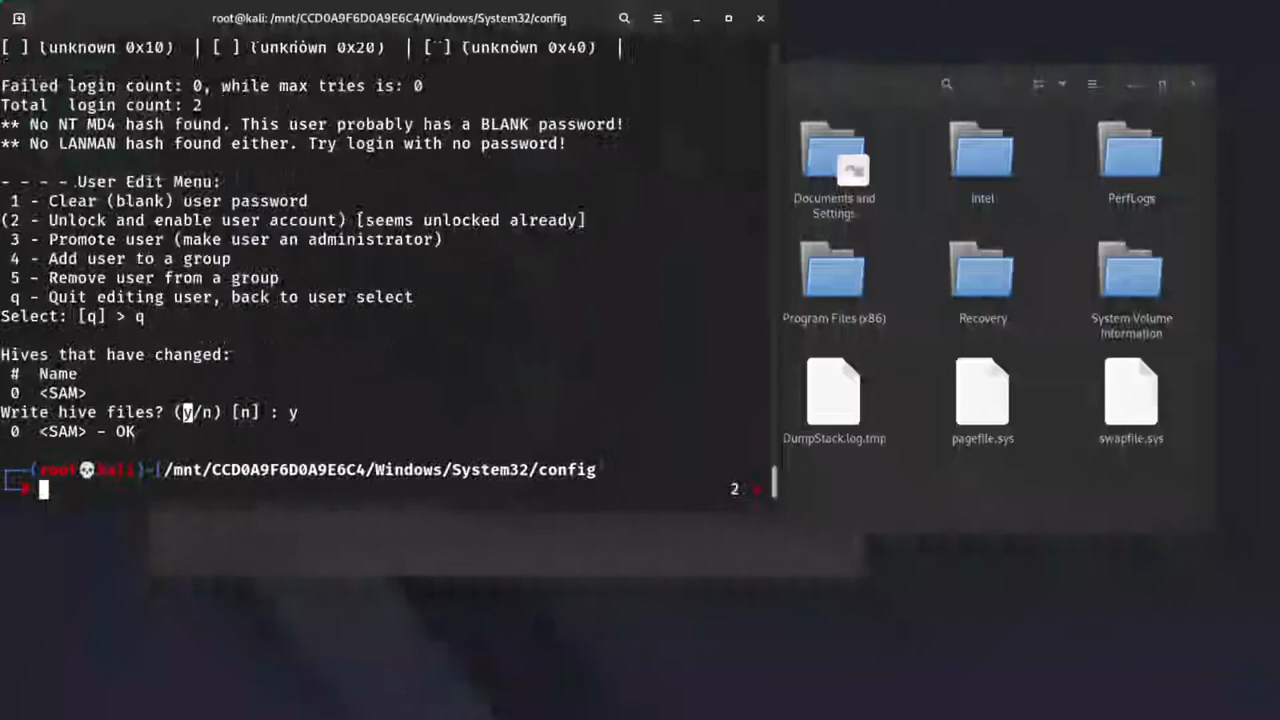 root@kali: /mnt/CCD0A9F6D0A9E6C4/Windows/System32/config
[ ] (unknown 0x10) | [ ] (unknown 0x20) | [ ] (unknown 0x40) |
Failed login count: 0, while max tries is: 0
Total login count: 2
** No NT MD4 hash found. This user probably has a BLANK password!
** No LANMAN hash found either. Try login with no password!
- - - - User Edit Menu:
1 - Clear (blank) user password
(2 - Unlock and enable user account) [seems unlocked already]
3 - Promote user (make user an administrator)
4 - Add user to a group
5 - Remove user from a group
q - Quit editing user, back to user select
Select: [q] > q
Hives that have changed:
# Name
0 <SAM>
Write hive files? (y/n) [n] : y
0 <SAM> - OK
(root💀kali)-[/mnt/CCD0A9F6D0A9E6C4/Windows/System32/config
#
2
Documents and
Settings
Intel
PerfLogs
Program Files (x86)
Recovery
System Volume
Information
DumpStack.log.tmp
pagefile.sys
swapfile.sys